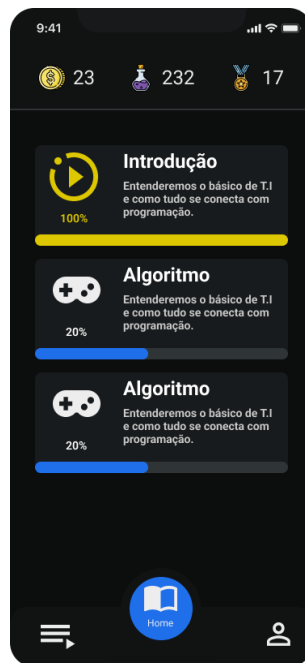 9:41
23 232 17
Introdução
Entenderemos o básico de T.I
e como tudo se conecta com
programação.
100%
Algoritmo
Entenderemos o básico de T.I
e como tudo se conecta com
programação.
20%
Algoritmo
Entenderemos o básico de T.I
e como tudo se conecta com
programação.
20%
Home